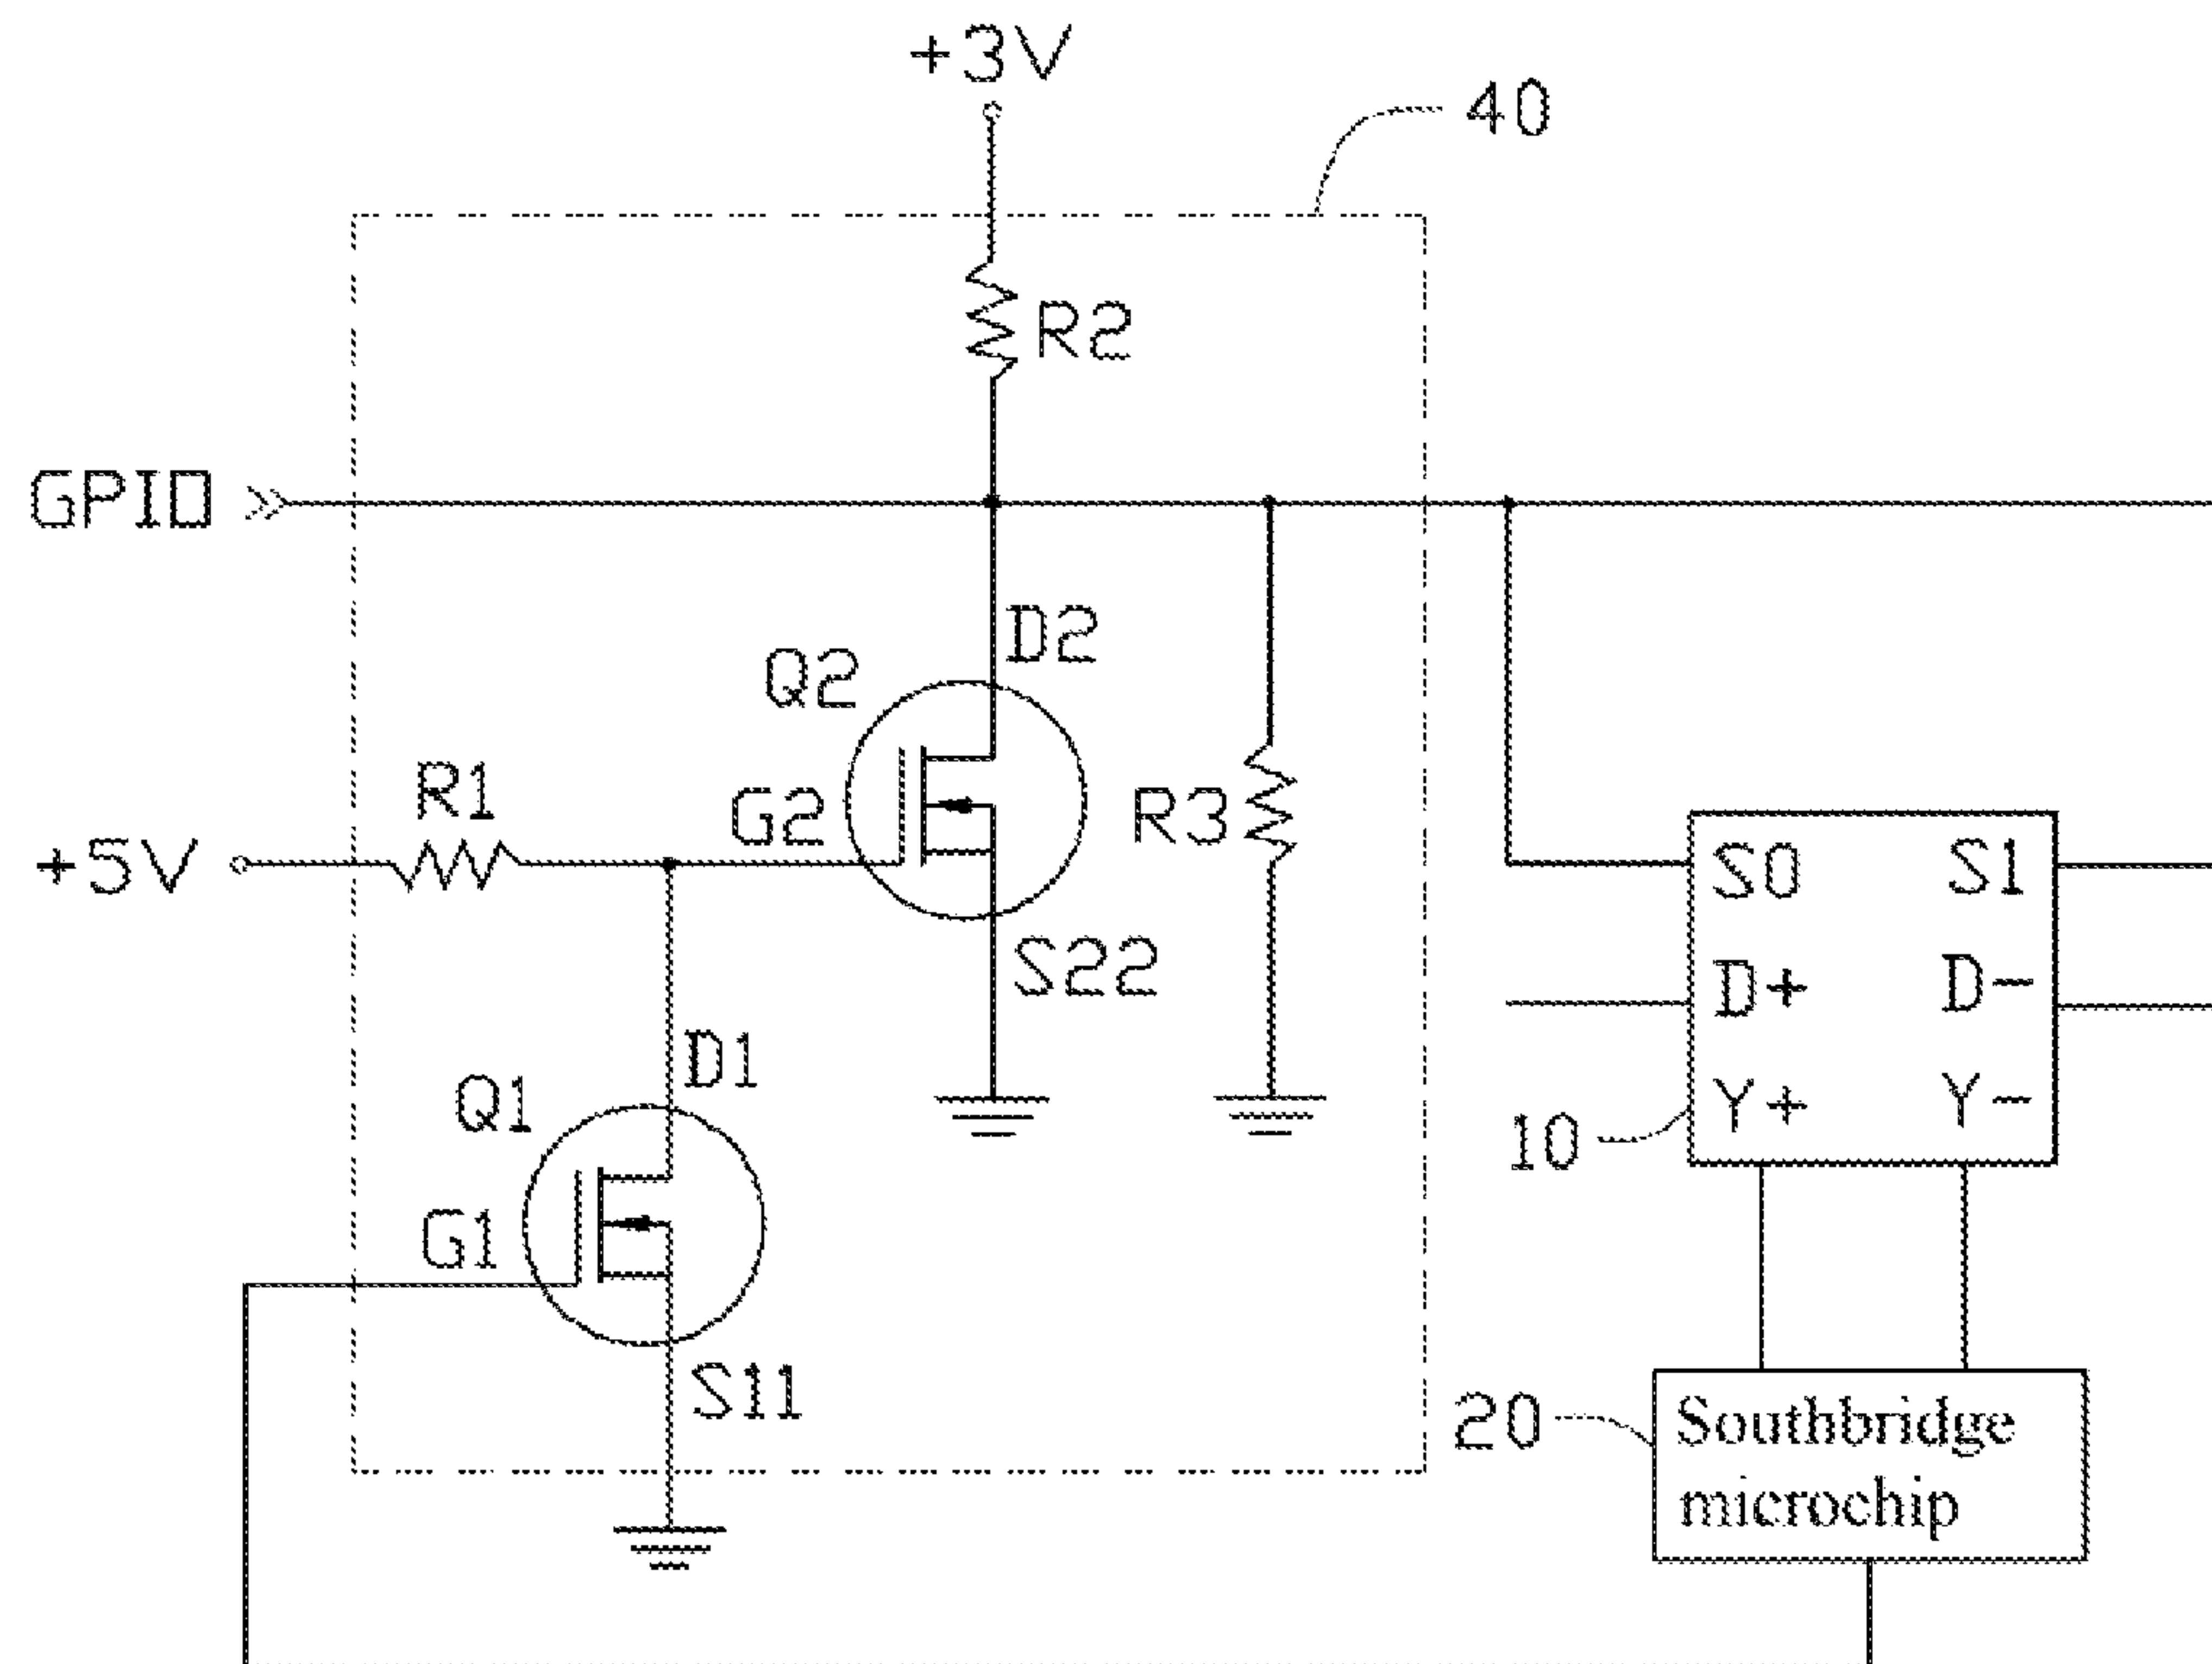 +3V
40
R2
GPIO
D2
Q2
R1
G2
R3
+5V
S0 S1
S22
D+ D-
D1
Q1
Y+ Y-
10
G1
S11
20
Southbridge
microchip